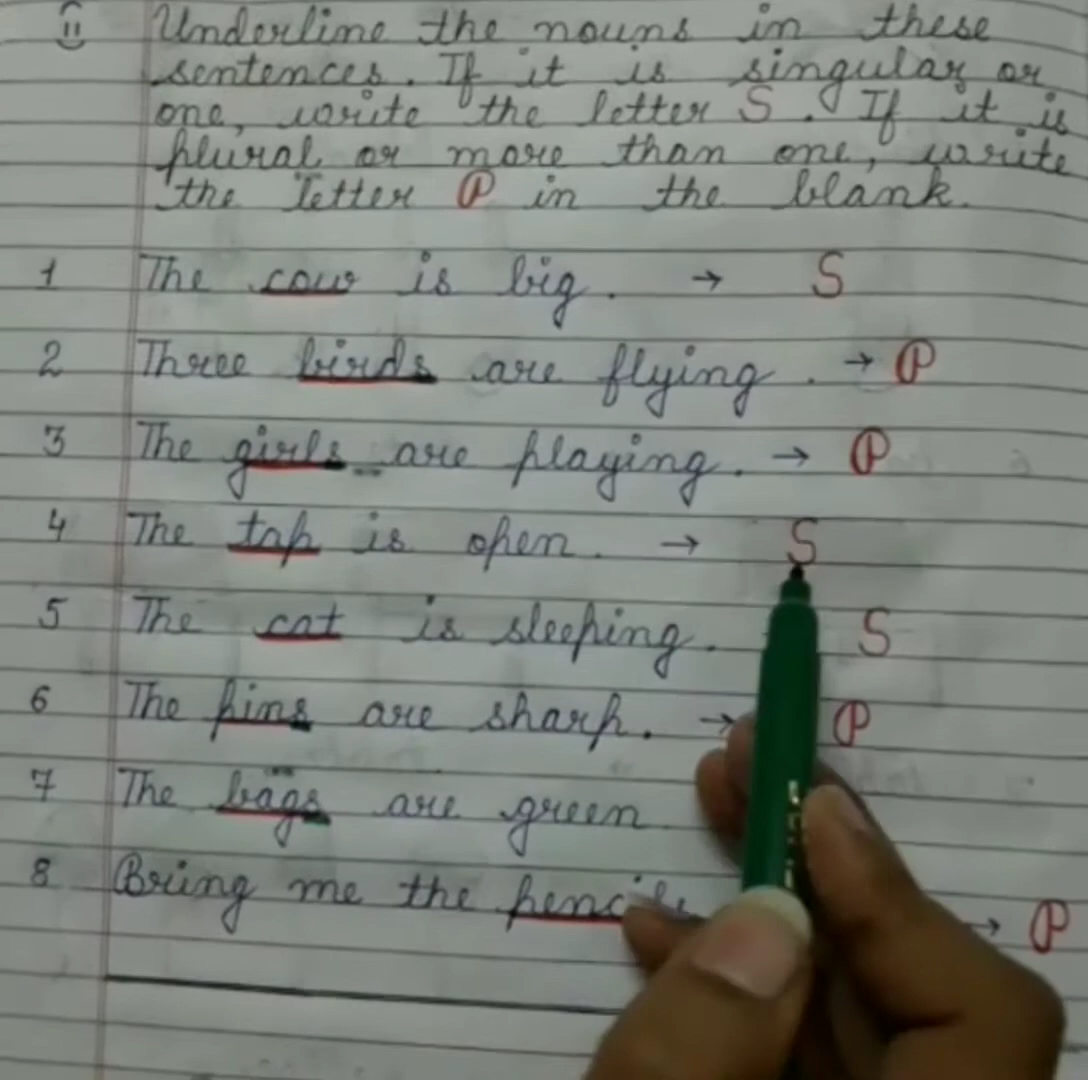 Underline the nouns in these
sentences. If it is singular or
one, write the letter S. If it is
plural or more than one, write
the letter P in the blank.
1 The cow is big. → S
2 Three birds are flying. → P
3 The girls are playing. → P
4 The tap is open. → S
5 The cat is sleeping. S
6 The pins are sharp. → P
7 The bags are green
8 Bring me the pencils → P